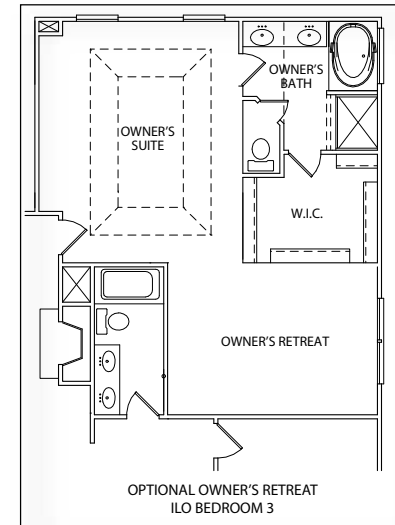 OWNER'S
BATH
OWNER'S
SUITE
W.I.C.
OWNER'S RETREAT
OPTIONAL OWNER'S RETREAT
ILO BEDROOM 3